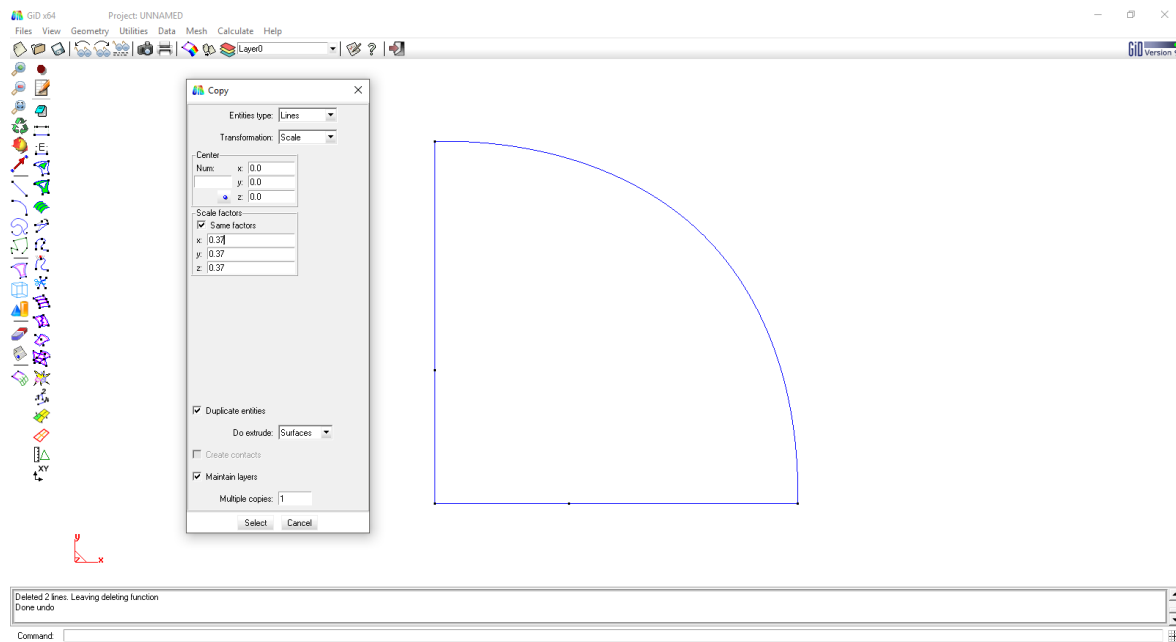 GiD x64 Project: UNNAMED
Files View Geometry Utilities Data Mesh Calculate Help
Layer0
GiD Version
Copy
Entities type: Lines
Transformation: Scale
Center
Num: x: 0.0
y: 0.0
z: 0.0
Scale factors
Same factors
x: 0.37
y: 0.37
z: 0.37
Duplicate entities
Do extrude: Surfaces
Create contacts
Maintain layers
Multiple copies: 1
Select Cancel
y
z x
Deleted 2 lines. Leaving deleting function
Done undo
Command: